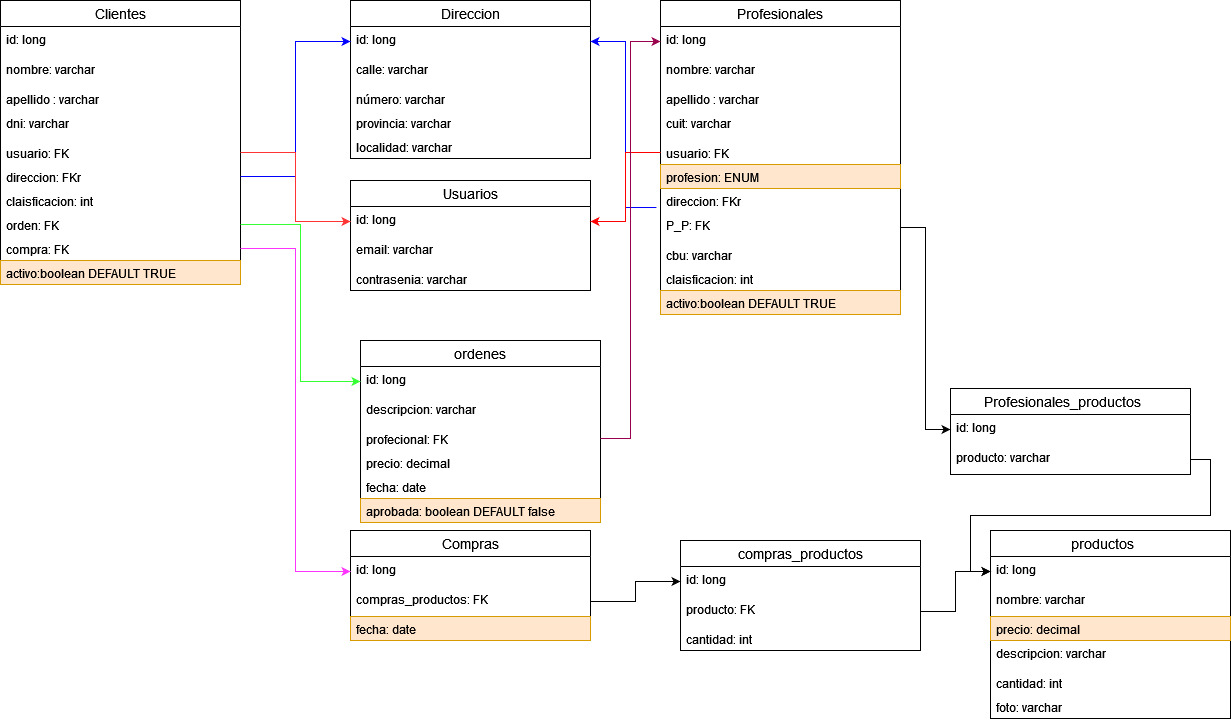 Clientes
id: long
nombre: varchar
apellido : varchar
dni: varchar
usuario: FK
direccion: FKr
claisficacion: int
orden: FK
compra: FK
activo:boolean DEFAULT TRUE
Direccion
id: long
calle: varchar
número: varchar
provincia: varchar
localidad: varchar
Usuarios
id: long
email: varchar
contrasenia: varchar
Profesionales
id: long
nombre: varchar
apellido : varchar
cuit: varchar
usuario: FK
profesion: ENUM
direccion: FKr
P_P: FK
cbu: varchar
claisficacion: int
activo:boolean DEFAULT TRUE
ordenes
id: long
descripcion: varchar
profecional: FK
precio: decimal
fecha: date
aprobada: boolean DEFAULT false
Profesionales_productos
id: long
producto: varchar
Compras
id: long
compras_productos: FK
fecha: date
compras_productos
id: long
producto: FK
cantidad: int
productos
id: long
nombre: varchar
precio: decimal
descripcion: varchar
cantidad: int
foto: varchar